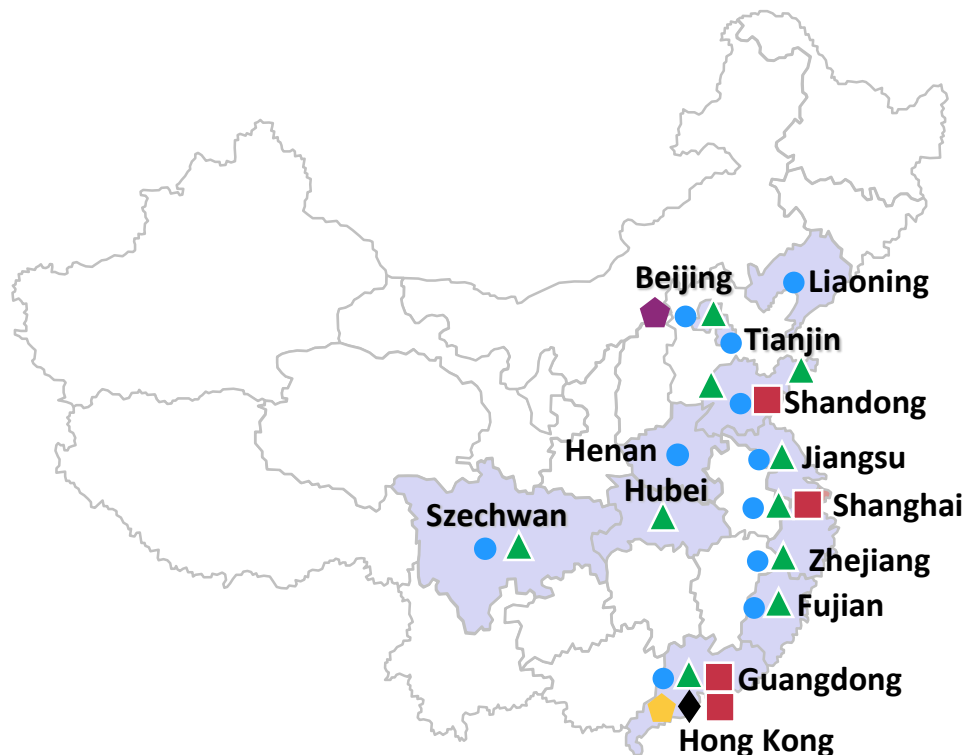 Beijing
Liaoning
Tianjin
Shandong
Henan
Jiangsu
Hubei
Shanghai
Szechwan
Zhejiang
Fujian
Guangdong
Hong Kong